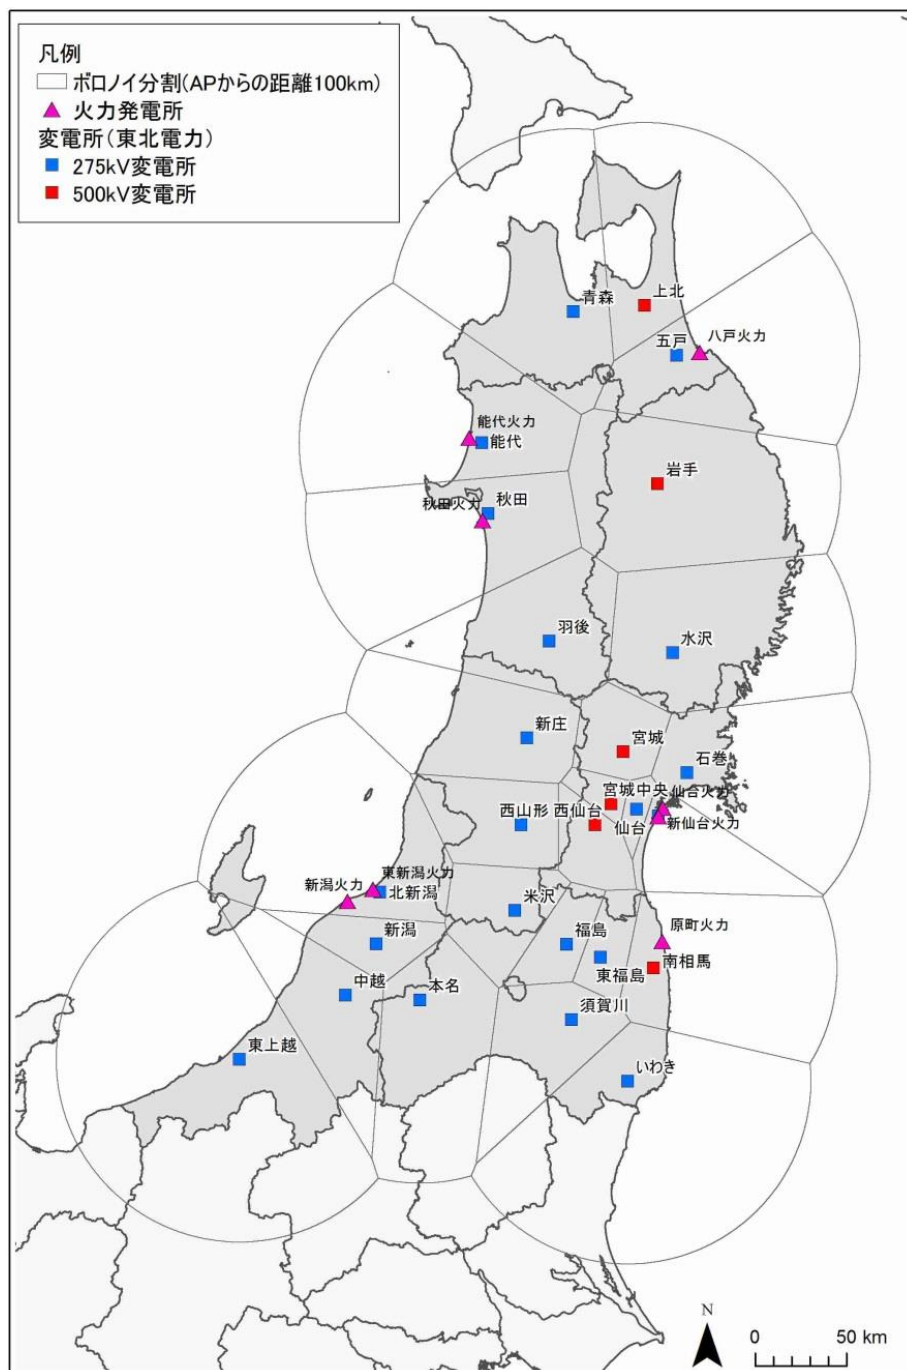 凡例
ボロノイ分割(APからの距離100km)
火力発電所
変電所(東北電力)
275kV変電所
500kV変電所
青森
上北
五戸
八戸火力
能代火力
能代
岩手
秋田
秋田火力
羽後
水沢
新庄
宮城
石巻
宮城中央
仙台火力
西山形
西仙台
仙台
新仙台火力
東新潟火力
新潟火力
北新潟
米沢
原町火力
新潟
福島
東福島
南相馬
中越
本名
須賀川
東上越
いわき
N
0
50 km